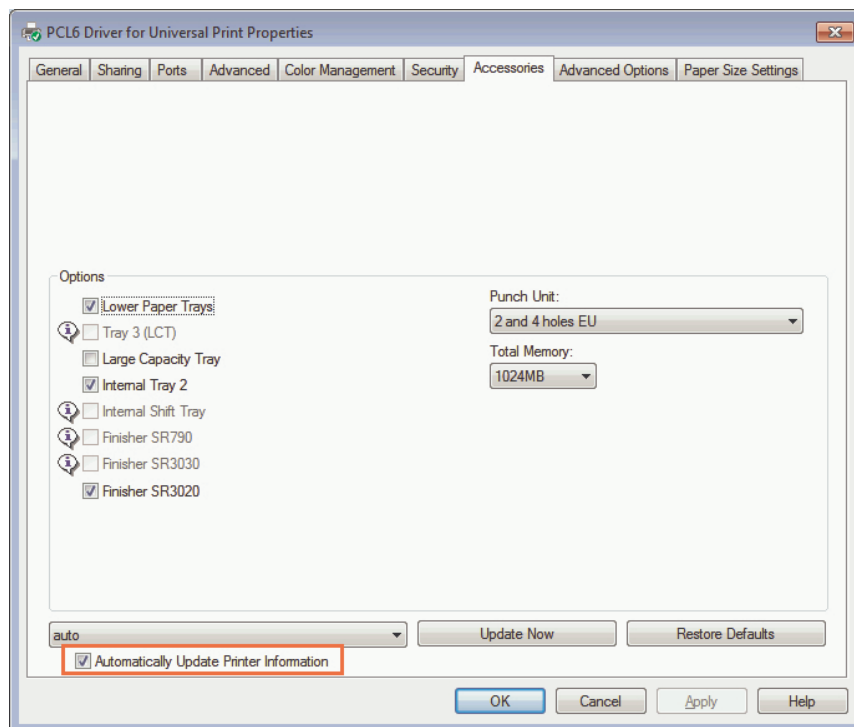 PCL6 Driver for Universal Print Properties
General Sharing Ports Advanced Color Management Security Accessories Advanced Options Paper Size Settings
Options
Lower Paper Trays
Tray 3 (LCT)
Large Capacity Tray
Internal Tray 2
Internal Shift Tray
Finisher SR790
Finisher SR3030
Finisher SR3020
Punch Unit:
2 and 4 holes EU
Total Memory:
1024MB
auto Update Now Restore Defaults
Automatically Update Printer Information
OK Cancel Apply Help